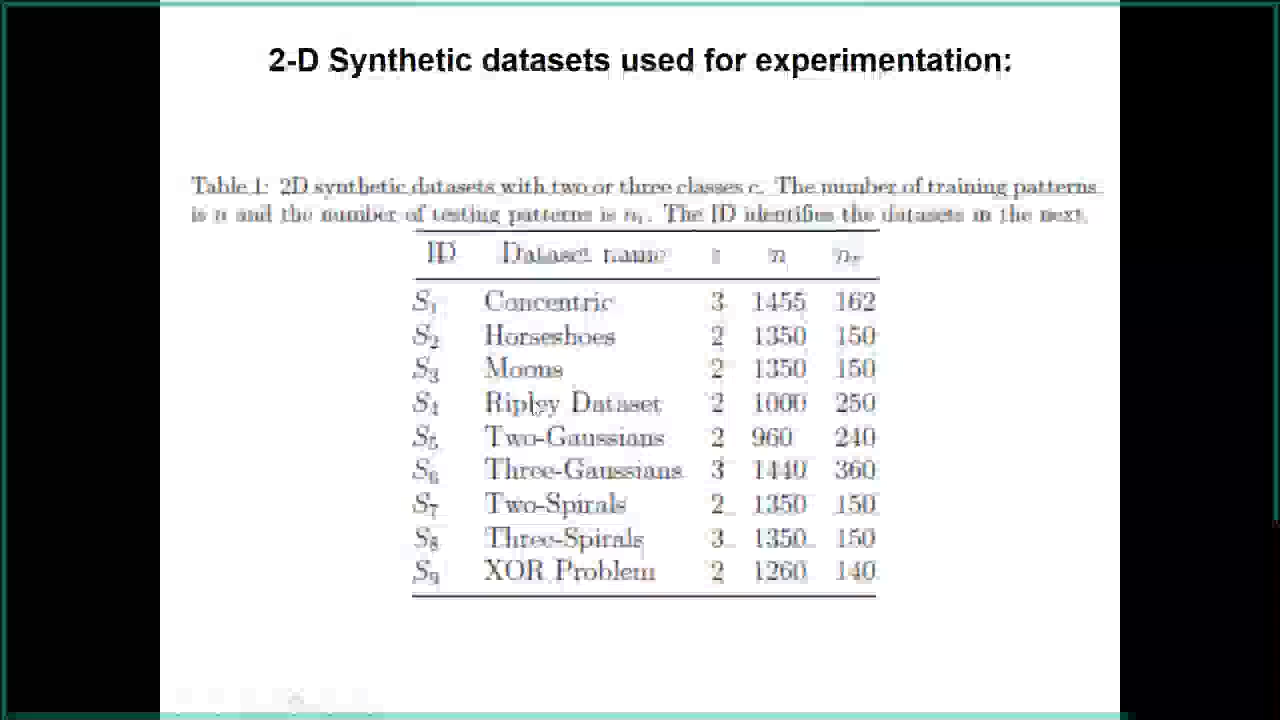 2-D Synthetic datasets used for experimentation:
Table 1: 2D synthetic datasets with two or three classes c. The number of training patterns
is n and the number of testing patterns is nₜ. The ID identifies the datasets in the next.
ID Dataset name c n nₜ
S₁ Concentric 3 1455 162
S₂ Horseshoes 2 1350 150
S₃ Moons 2 1350 150
S₄ Ripley Dataset 2 1000 250
S₅ Two-Gaussians 2 960 240
S₆ Three-Gaussians 3 1440 360
S₇ Two-Spirals 2 1350 150
S₈ Three-Spirals 3 1350 150
S₉ XOR Problem 2 1260 140